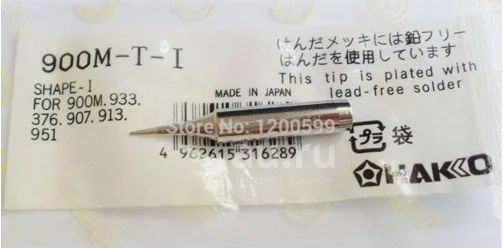 900M-T-I
SHAPE-I
FOR 900M.933.
376.907.913.
951
はんだメッキには鉛フリー
はんだを使用しています
This tip is plated with
lead-free solder
MADE IN JAPAN
Store No: 1200599
4 962615 316289
プラ 袋
HAKKO